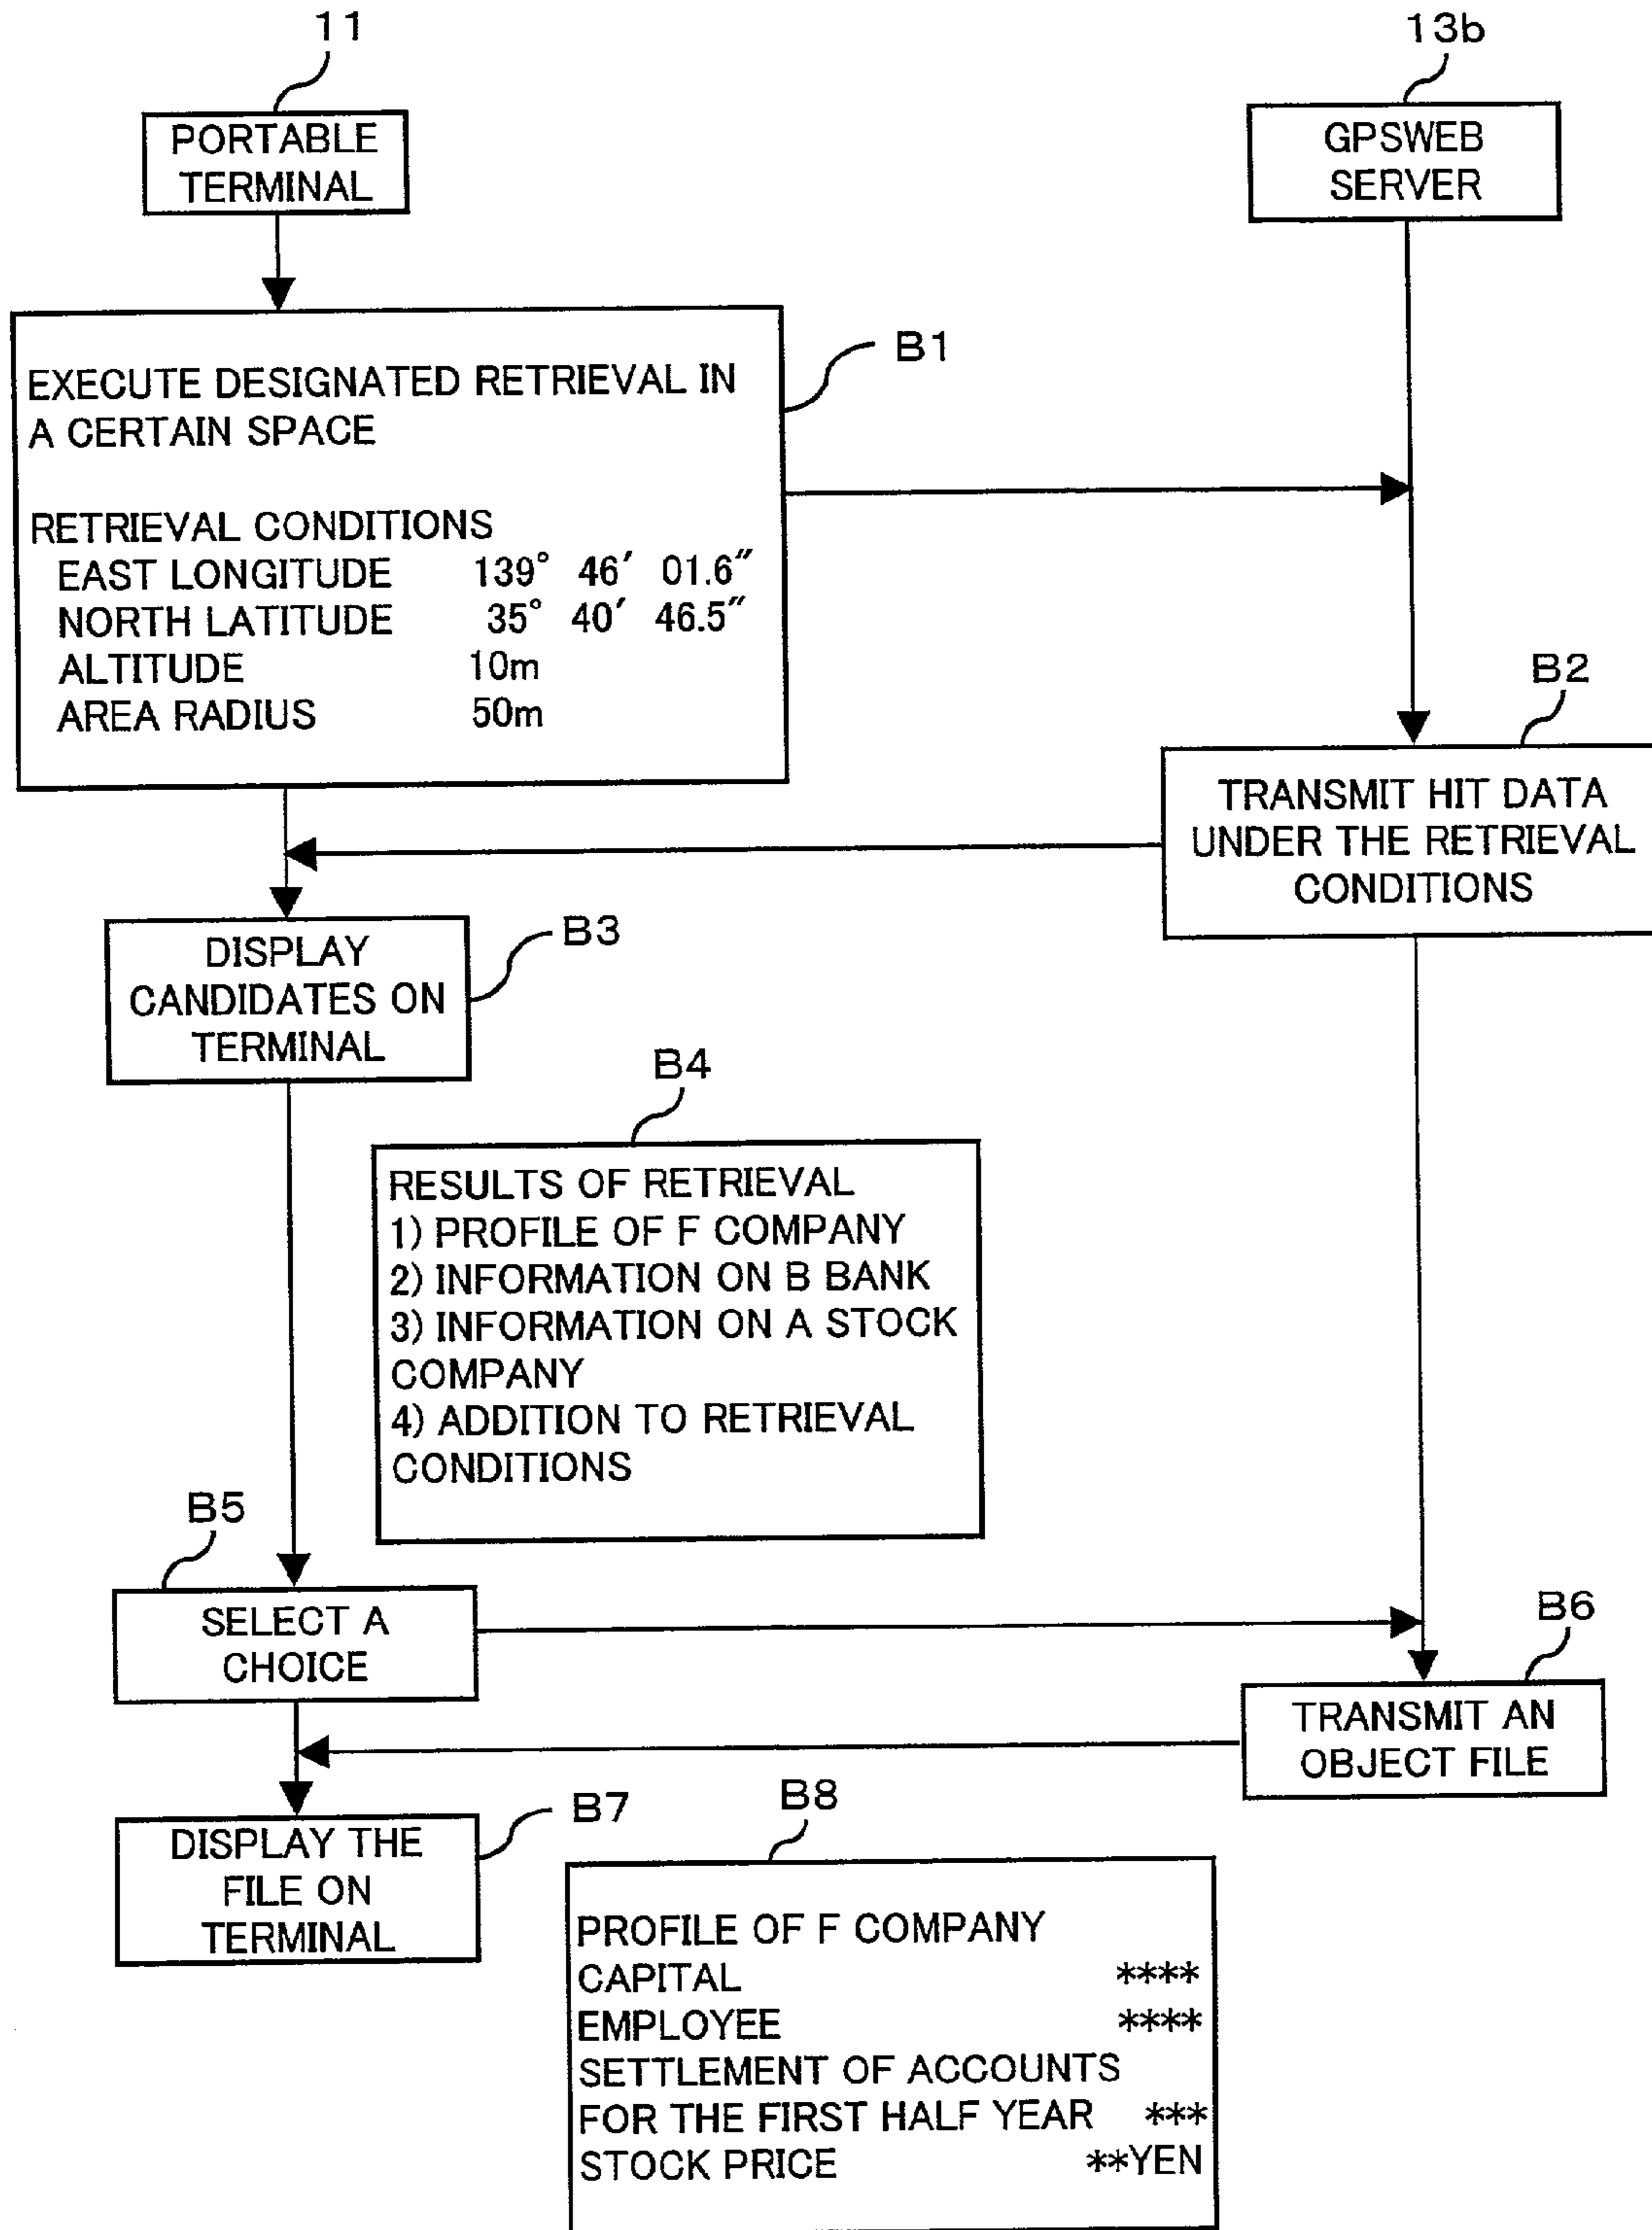 11
13b
PORTABLE
TERMINAL
GPSWEB
SERVER
B1
EXECUTE DESIGNATED RETRIEVAL IN
A CERTAIN SPACE
RETRIEVAL CONDITIONS
EAST LONGITUDE 139° 46′ 01.6″
NORTH LATITUDE 35° 40′ 46.5″
ALTITUDE 10m
AREA RADIUS 50m
B2
TRANSMIT HIT DATA
UNDER THE RETRIEVAL
CONDITIONS
B3
DISPLAY
CANDIDATES ON
TERMINAL
B4
RESULTS OF RETRIEVAL
1) PROFILE OF F COMPANY
2) INFORMATION ON B BANK
3) INFORMATION ON A STOCK
COMPANY
4) ADDITION TO RETRIEVAL
CONDITIONS
B5
SELECT A
CHOICE
B6
TRANSMIT AN
OBJECT FILE
B7
DISPLAY THE
FILE ON
TERMINAL
B8
PROFILE OF F COMPANY
CAPITAL ****
EMPLOYEE ****
SETTLEMENT OF ACCOUNTS
FOR THE FIRST HALF YEAR ***
STOCK PRICE **YEN